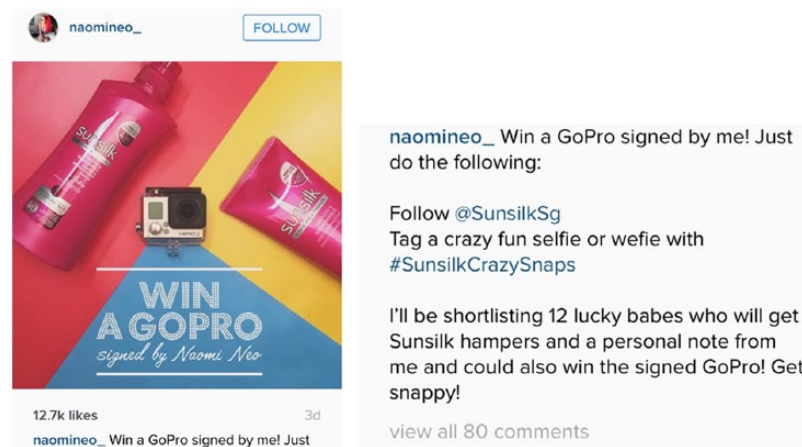 naomineo_
FOLLOW
sunsilk
sunsilk
HERO
WIN
A GOPRO
signed by Naomi Neo
12.7k likes
3d
naomineo_ Win a GoPro signed by me! Just
naomineo_ Win a GoPro signed by me! Just
do the following:
Follow @SunsilkSg
Tag a crazy fun selfie or wefie with
#SunsilkCrazySnaps
I'll be shortlisting 12 lucky babes who will get
Sunsilk hampers and a personal note from
me and could also win the signed GoPro! Get
snappy!
view all 80 comments